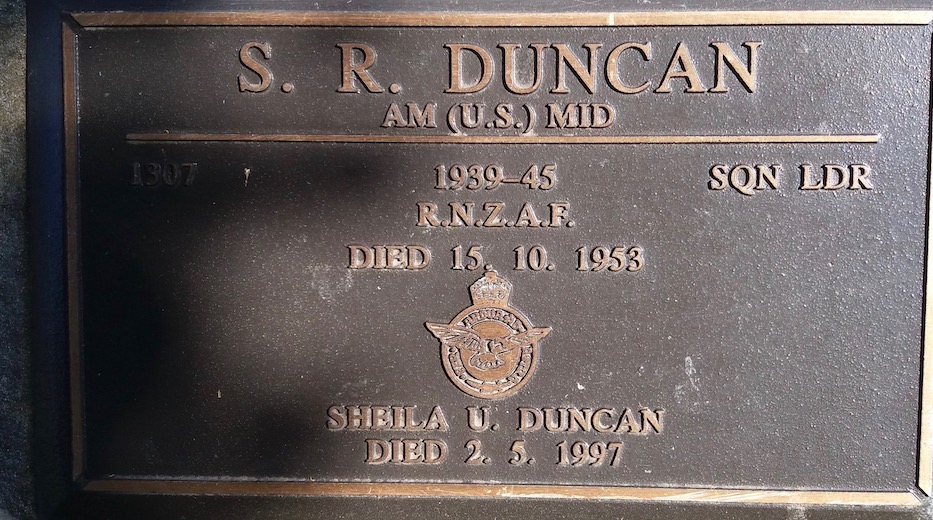 S. R. DUNCAN
AM (U.S.) MID
1307 1939–45 SQN LDR
R.N.Z.A.F.
DIED 15. 10. 1953
SHEILA U. DUNCAN
DIED 2. 5. 1997